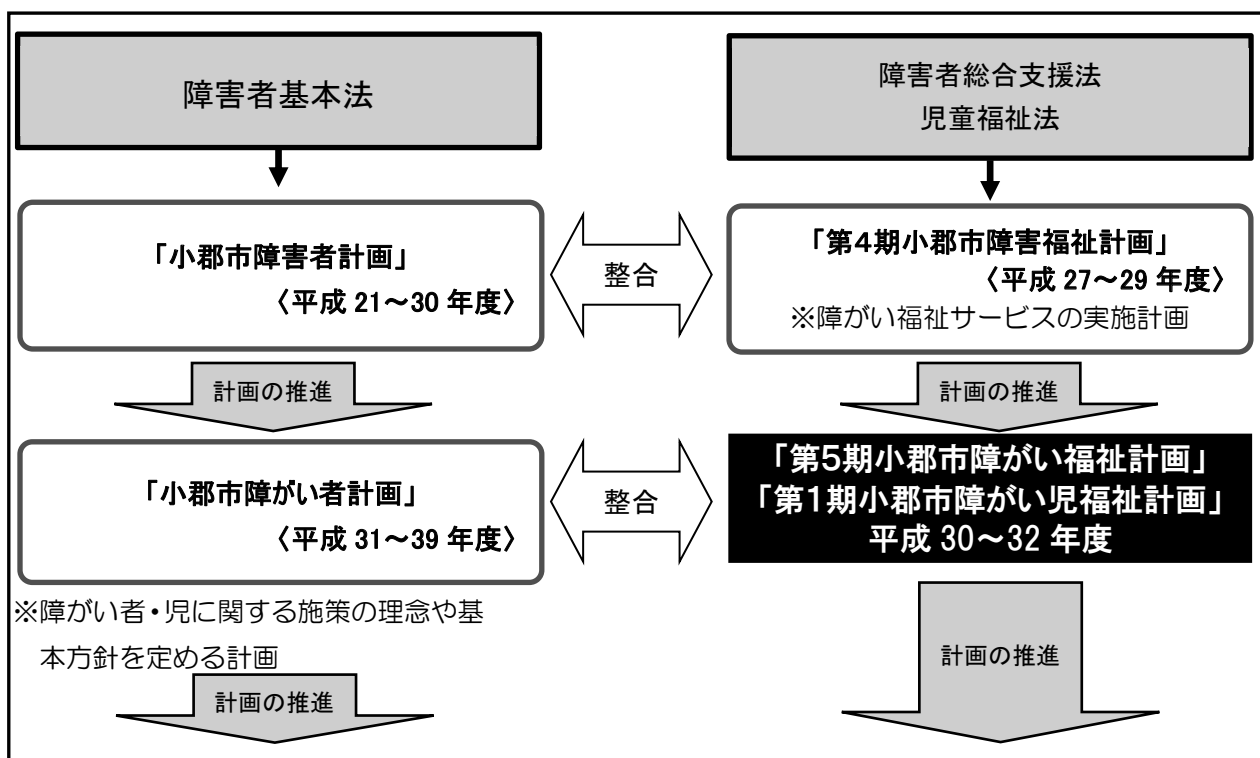 障害者基本法
障害者総合支援法
児童福祉法
「小郡市障害者計画」
〈平成 21～30 年度〉
整合
「第4期小郡市障害福祉計画」
〈平成 27～29 年度〉
※障がい福祉サービスの実施計画
計画の推進
計画の推進
「小郡市障がい者計画」
〈平成 31～39 年度〉
整合
「第5期小郡市障がい福祉計画」
「第1期小郡市障がい児福祉計画」
平成 30～32 年度
※障がい者・児に関する施策の理念や基
本方針を定める計画
計画の推進
計画の推進